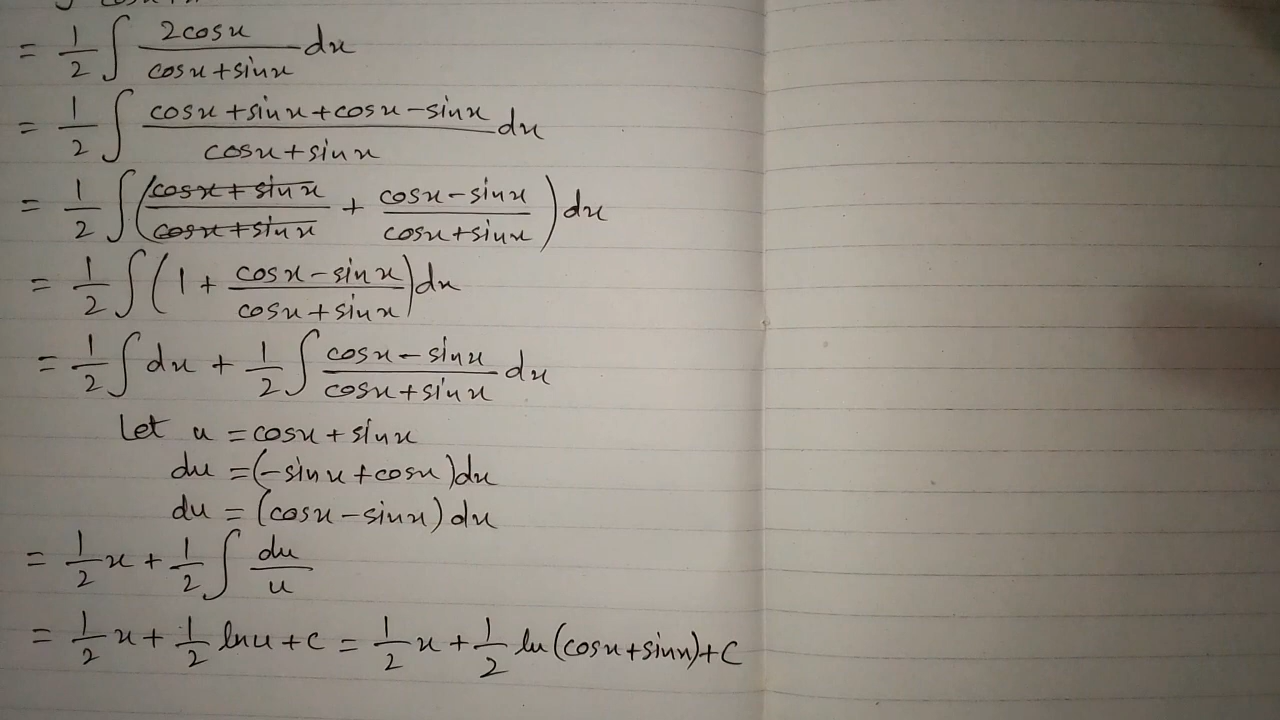 = 1/2 ∫ 2cosx/(cosx+sinx) dx
= 1/2 ∫ (cosx+sinx+cosx-sinx)/(cosx+sinx) dx
= 1/2 ∫ ((cosx+sinx)/(cosx+sinx) + (cosx-sinx)/(cosx+sinx)) dx
= 1/2 ∫ (1 + (cosx-sinx)/(cosx+sinx)) dx
= 1/2 ∫ dx + 1/2 ∫ (cosx-sinx)/(cosx+sinx) dx
Let u = cosx+sinx
du = (-sinx+cosx)dx
du = (cosx-sinx)dx
= 1/2 x + 1/2 ∫ du/u
= 1/2 x + 1/2 lnu + c = 1/2 x + 1/2 ln(cosx+sinx)+C